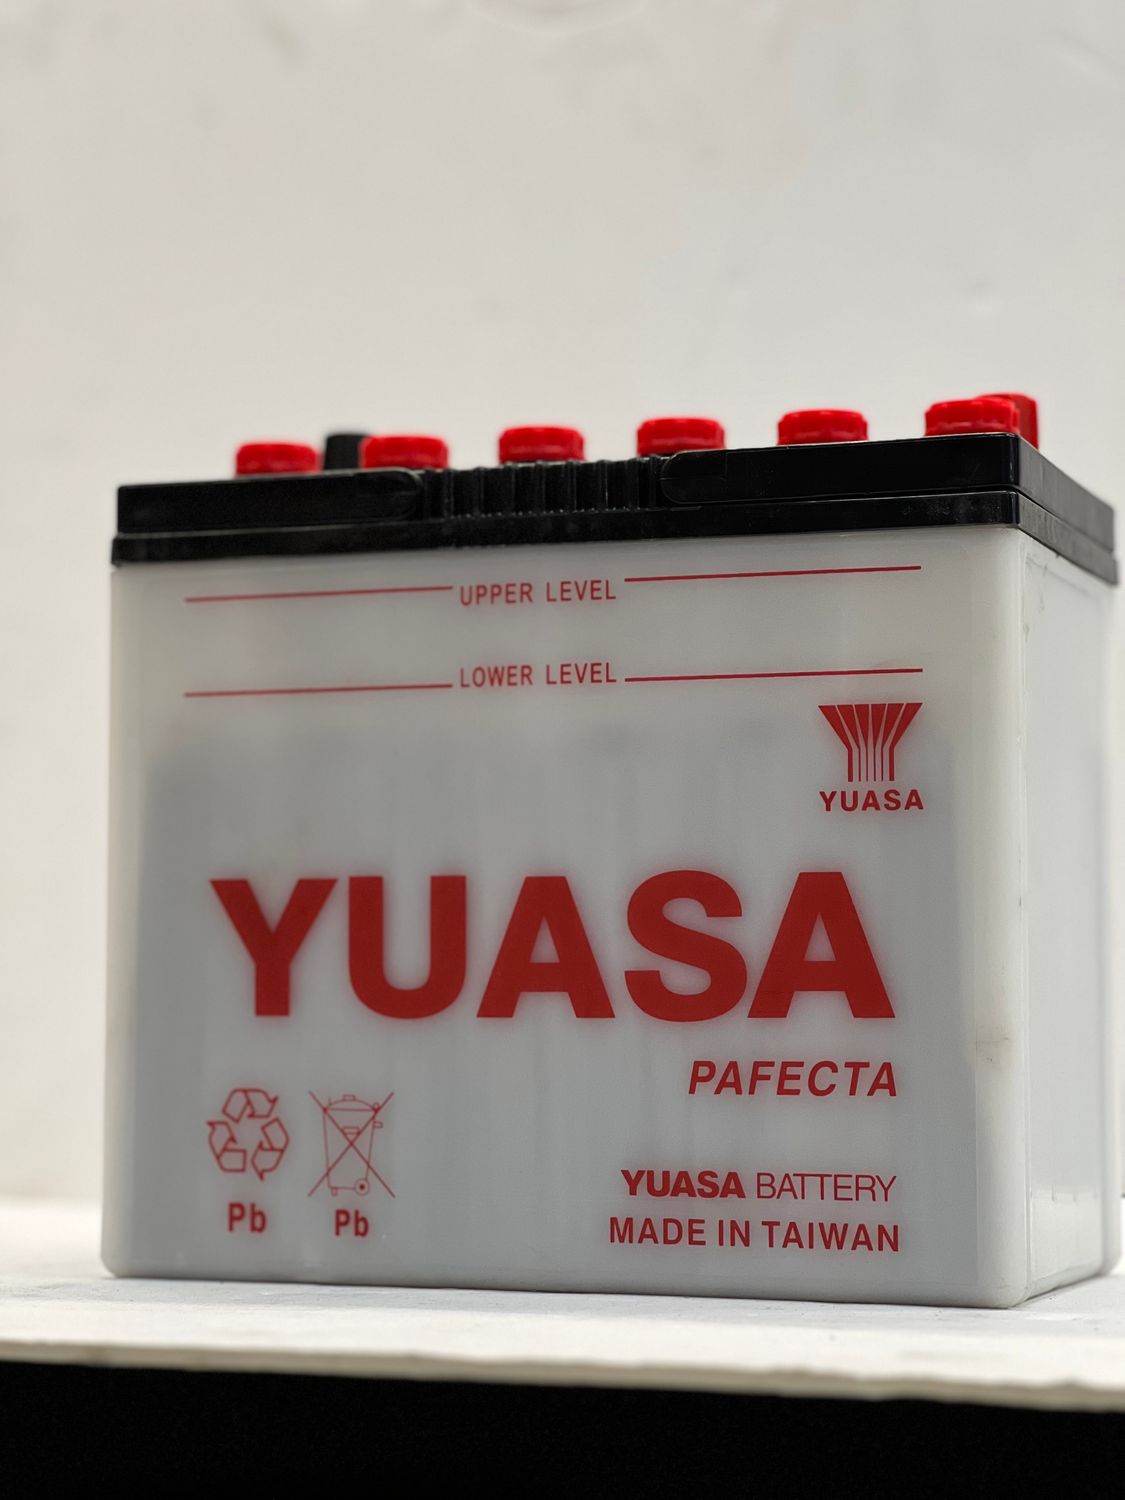 UPPER LEVEL
LOWER LEVEL
YUASA
YUASA
PAFECTA
Pb
Pb
YUASA BATTERY
MADE IN TAIWAN